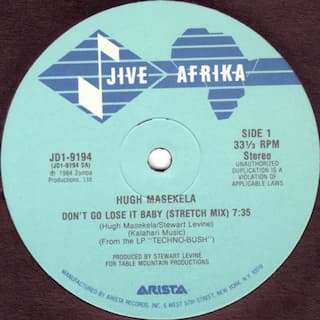 JIVE AFRIKA
JD1-9194
(JD1-9194 SA)
℗ 1984 Zomba
Productions, Ltd.
SIDE 1
33⅓ RPM
Stereo
UNAUTHORIZED
DUPLICATION IS A
VIOLATION OF
APPLICABLE LAWS
HUGH MASEKELA
DON'T GO LOSE IT BABY (STRETCH MIX) 7:35
(Hugh Masekela/Stewart Levine)
(Kalahari Music)
(From the LP "TECHNO-BUSH")
PRODUCED BY STEWART LEVINE
FOR TABLE MOUNTAIN PRODUCTIONS
ARISTA
MANUFACTURED BY ARISTA RECORDS, INC., 6 WEST 57TH STREET, NEW YORK, N.Y. 10019